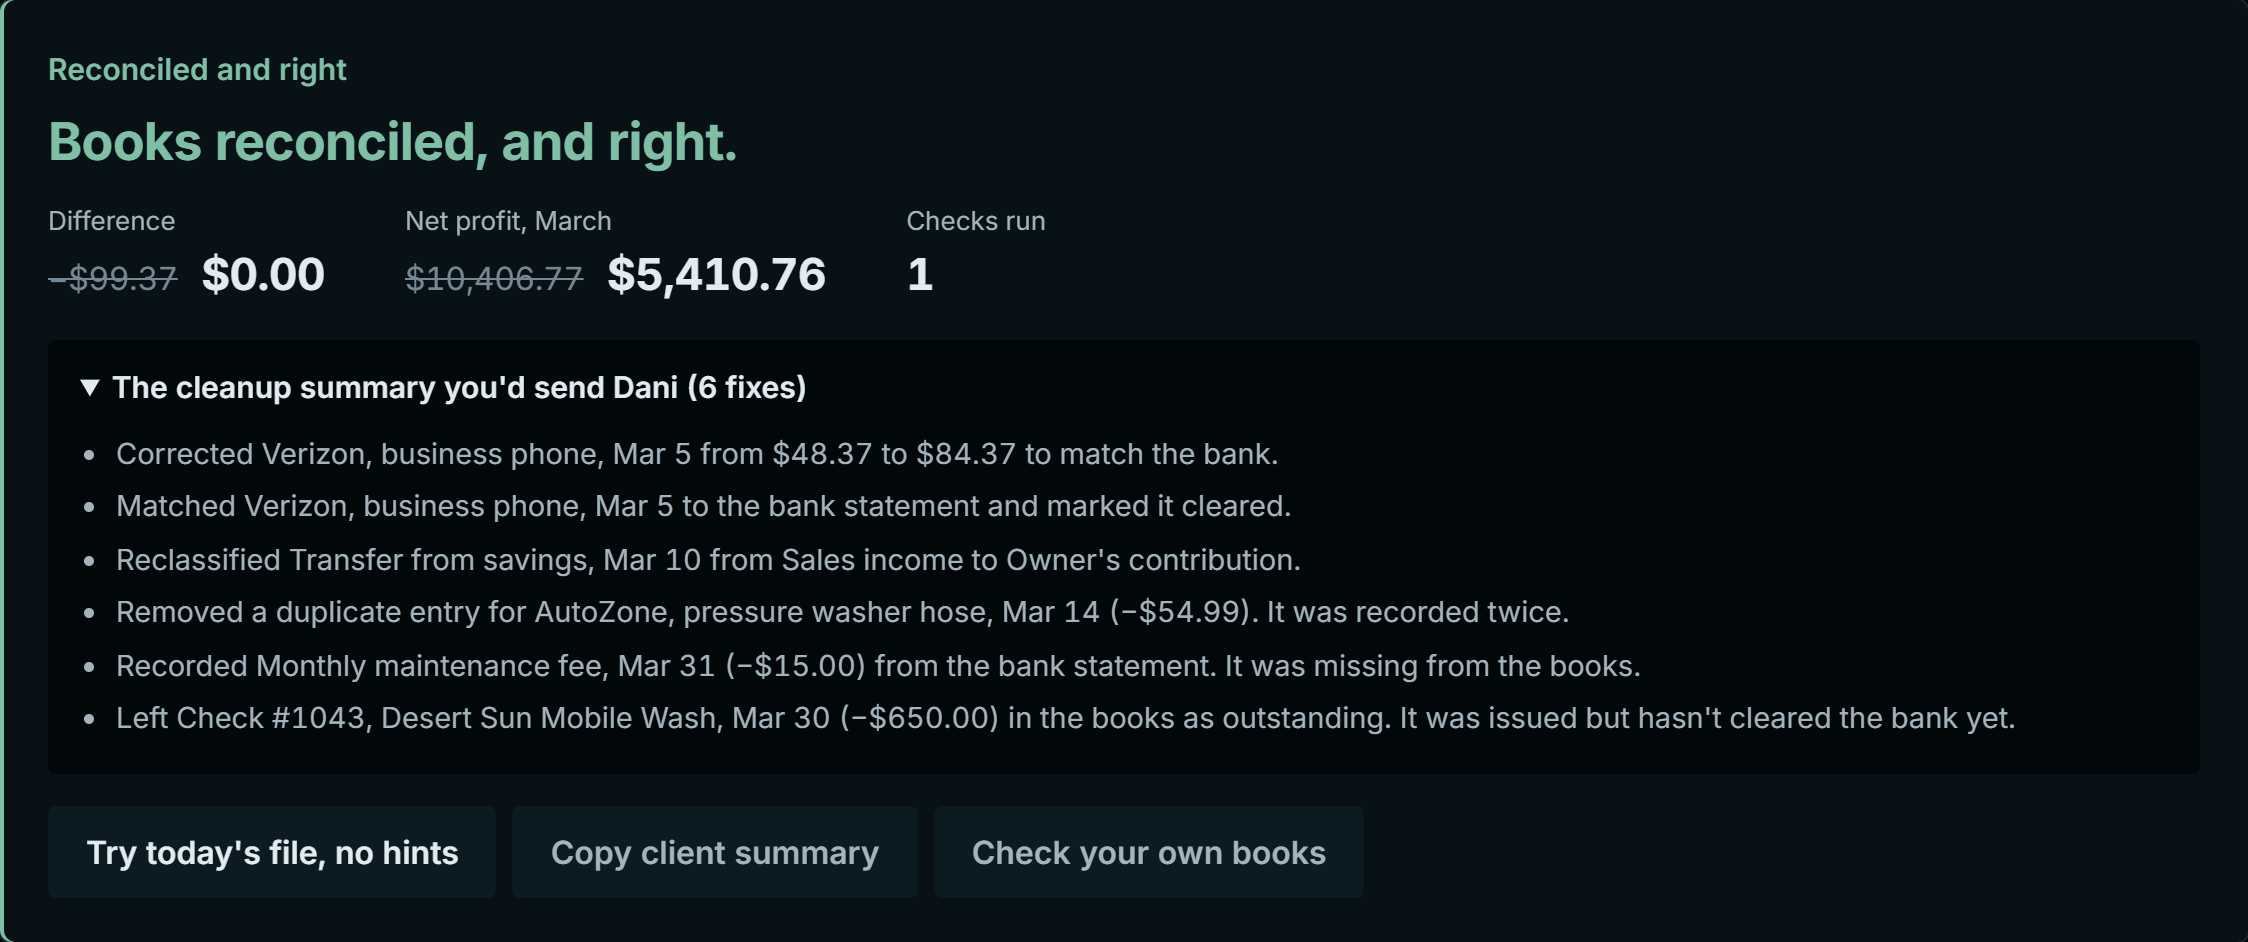 Reconciled and right
Books reconciled, and right.
Difference
Net profit, March
Checks run
−$99.37 $0.00
$10,406.77 $5,410.76
1
▼ The cleanup summary you'd send Dani (6 fixes)
• Corrected Verizon, business phone, Mar 5 from $48.37 to $84.37 to match the bank.
• Matched Verizon, business phone, Mar 5 to the bank statement and marked it cleared.
• Reclassified Transfer from savings, Mar 10 from Sales income to Owner's contribution.
• Removed a duplicate entry for AutoZone, pressure washer hose, Mar 14 (−$54.99). It was recorded twice.
• Recorded Monthly maintenance fee, Mar 31 (−$15.00) from the bank statement. It was missing from the books.
• Left Check #1043, Desert Sun Mobile Wash, Mar 30 (−$650.00) in the books as outstanding. It was issued but hasn't cleared the bank yet.
Try today's file, no hints
Copy client summary
Check your own books